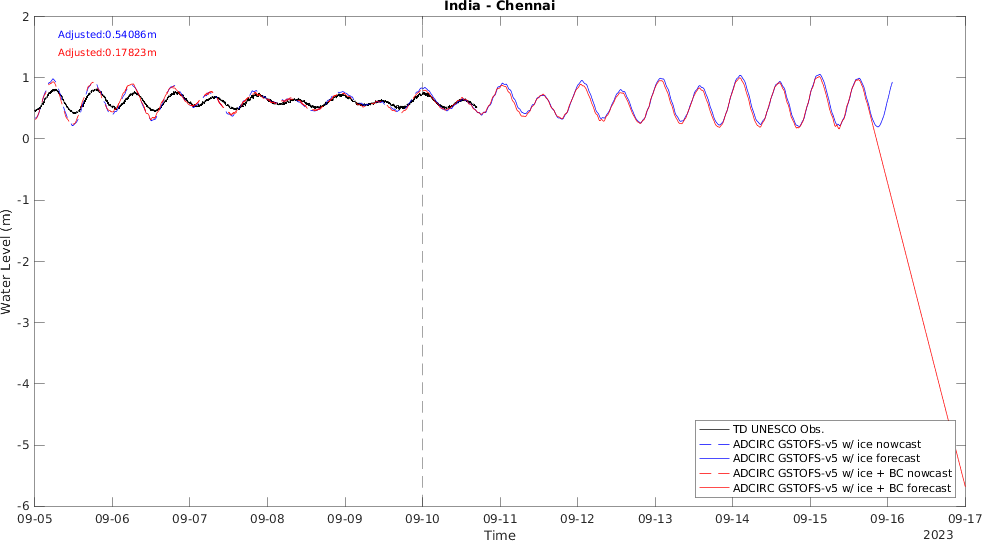 India - Chennai
Adjusted:0.54086m
Adjusted:0.17823m
2
1
0
-1
-2
-3
-4
-5
-6
Water Level (m)
TD UNESCO Obs.
ADCIRC GSTOFS-v5 w/ ice nowcast
ADCIRC GSTOFS-v5 w/ ice forecast
ADCIRC GSTOFS-v5 w/ ice + BC nowcast
ADCIRC GSTOFS-v5 w/ ice + BC forecast
09-05 09-06 09-07 09-08 09-09 09-10 09-11 09-12 09-13 09-14 09-15 09-16 09-17
Time
2023